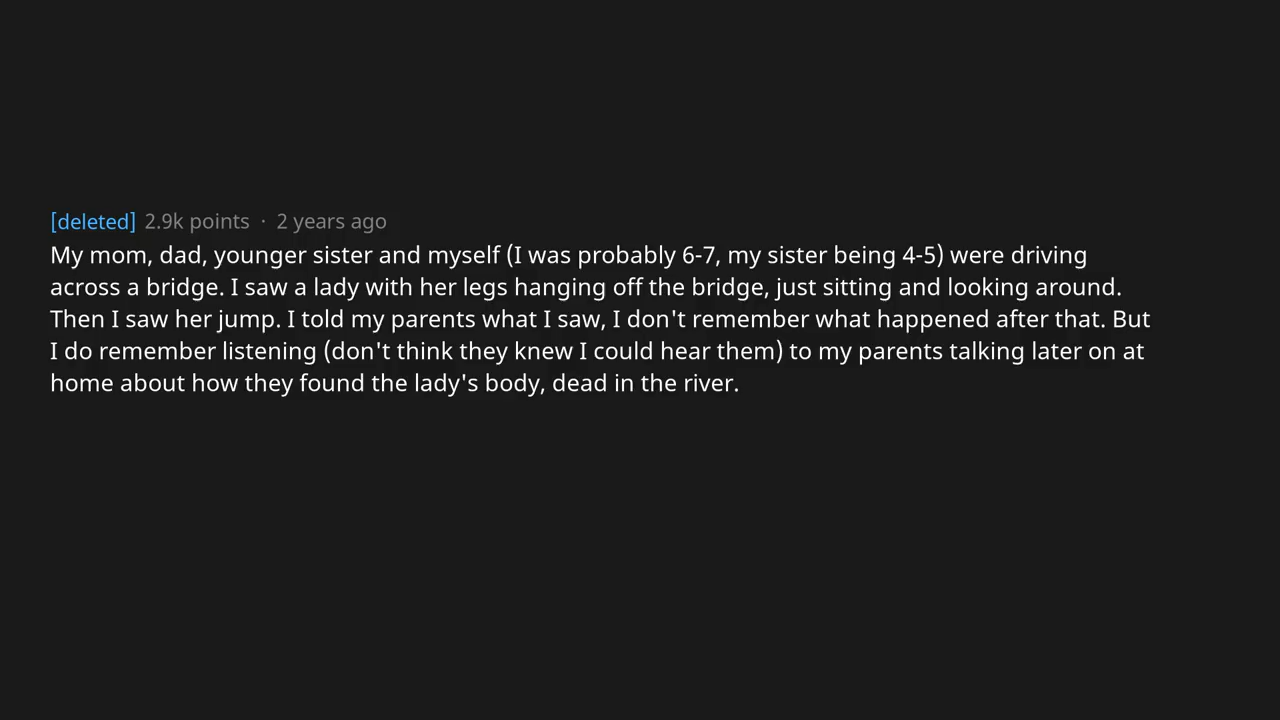 [deleted] 2.9k points · 2 years ago
My mom, dad, younger sister and myself (I was probably 6-7, my sister being 4-5) were driving
across a bridge. I saw a lady with her legs hanging off the bridge, just sitting and looking around.
Then I saw her jump. I told my parents what I saw, I don't remember what happened after that. But
I do remember listening (don't think they knew I could hear them) to my parents talking later on at
home about how they found the lady's body, dead in the river.